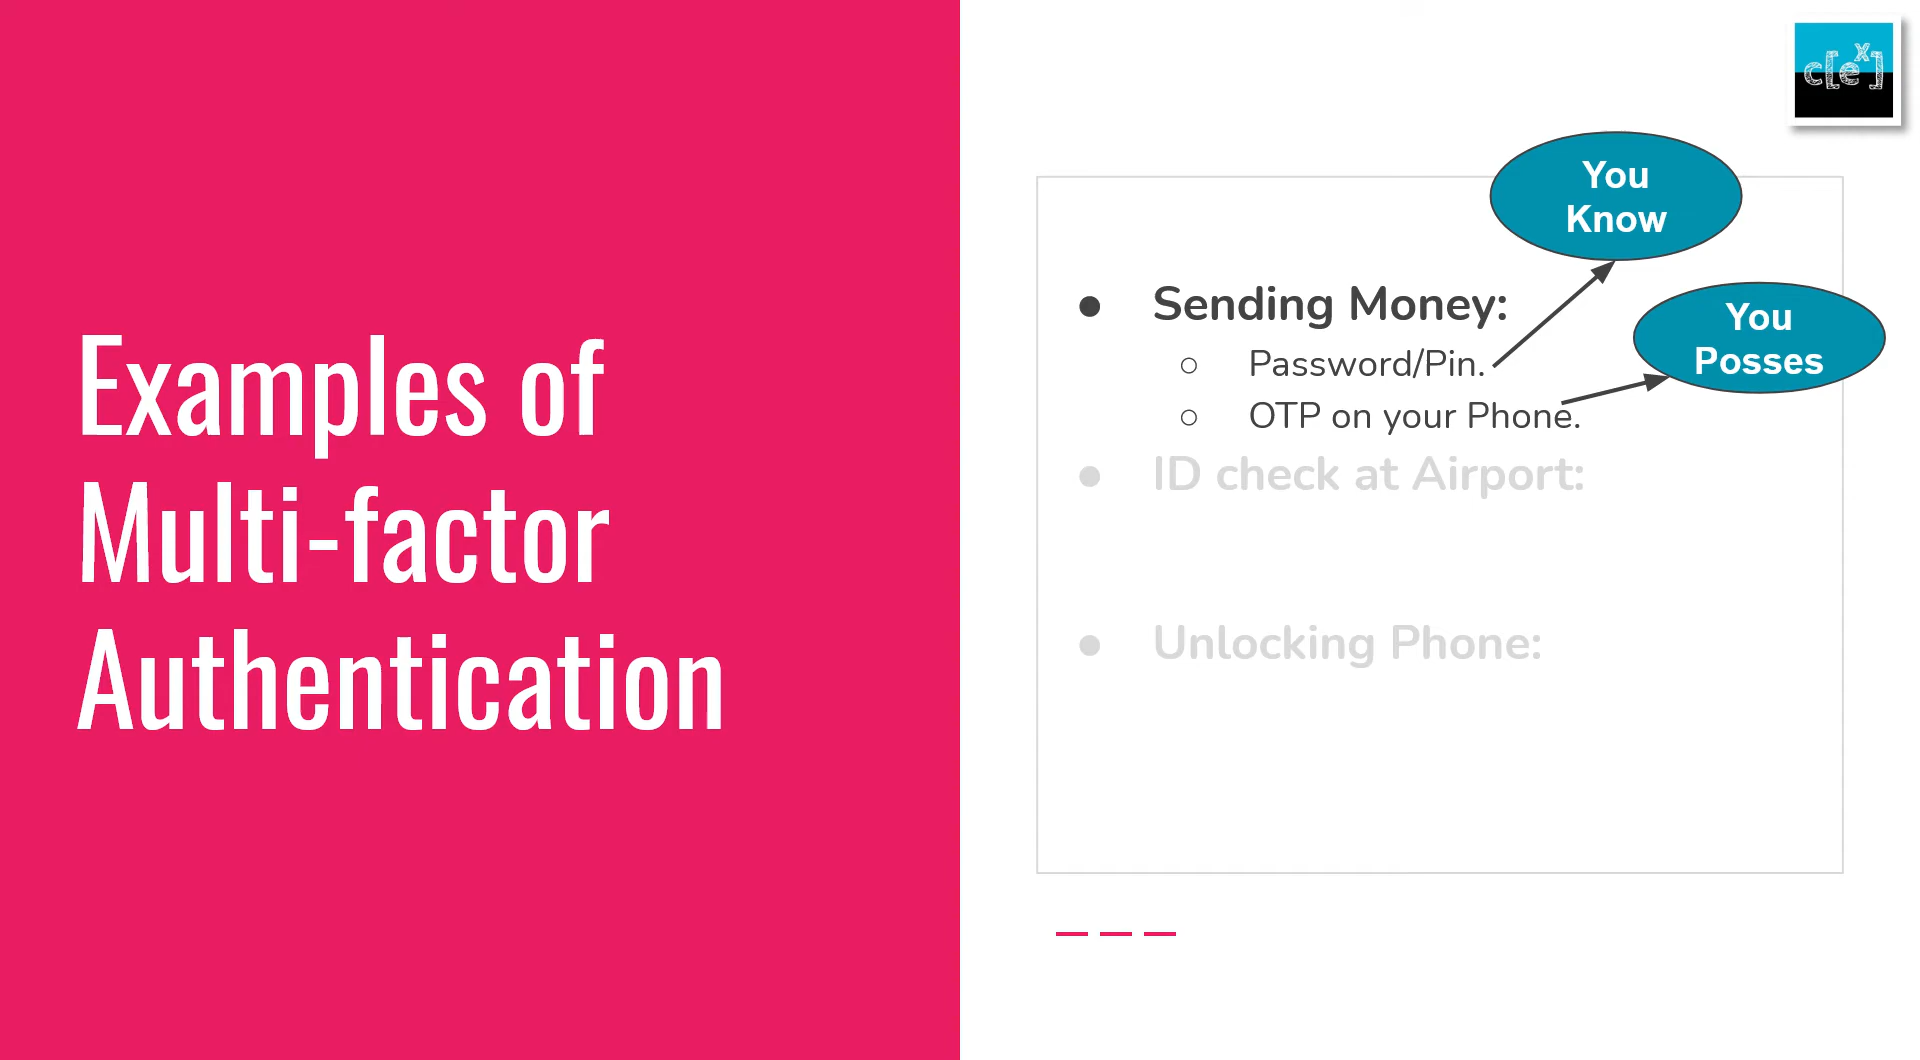 Examples of
Multi-factor
Authentication
c[e^x]
You
Know
You
Posses
● Sending Money:
○ Password/Pin.
○ OTP on your Phone.
● ID check at Airport:
● Unlocking Phone: